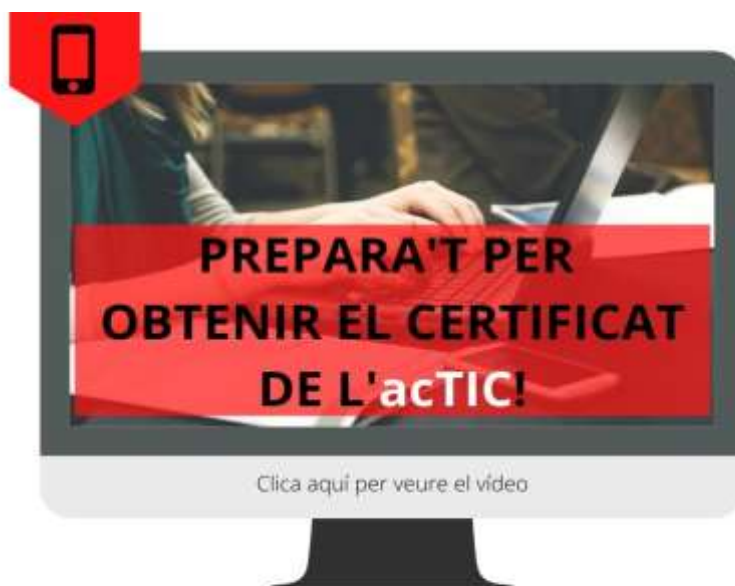 PREPARA'T PER
OBTENIR EL CERTIFICAT
DE L'acTIC!
Clica aquí per veure el vídeo